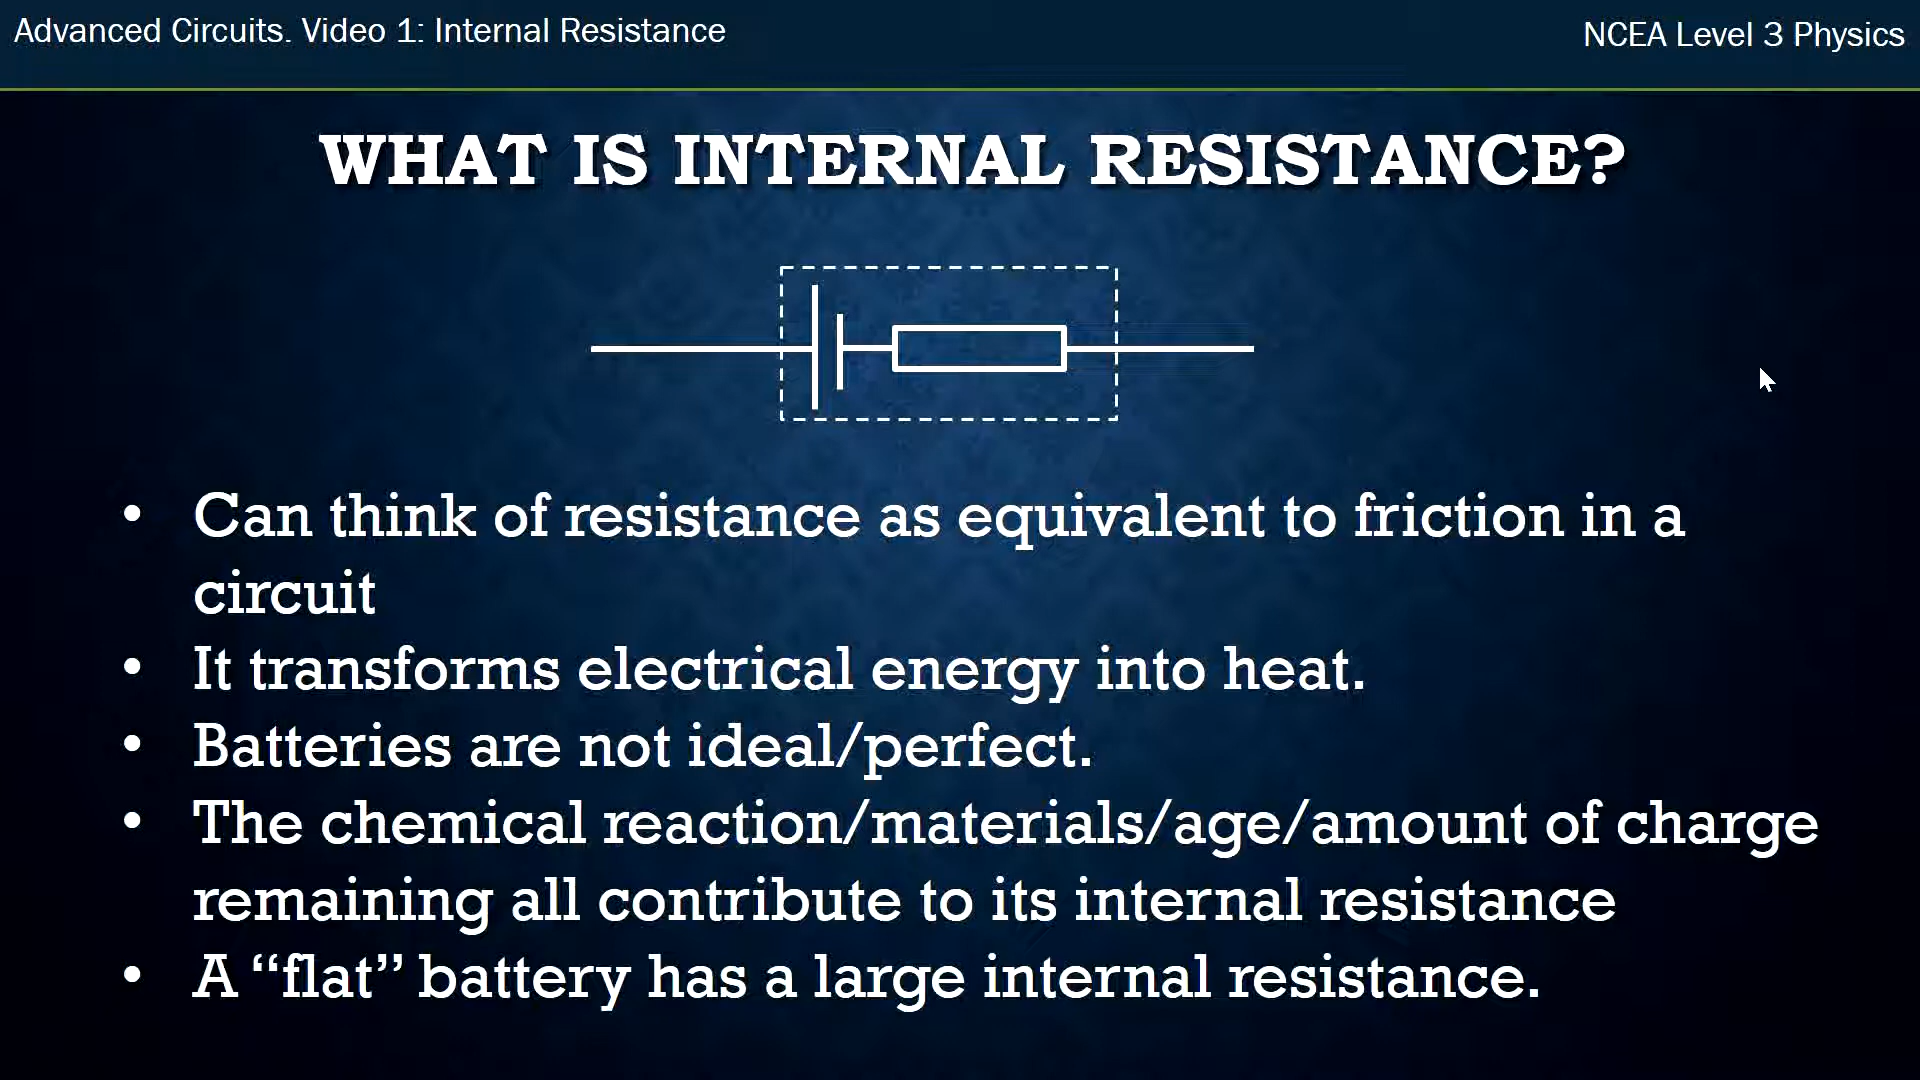 Advanced Circuits. Video 1: Internal Resistance
NCEA Level 3 Physics
WHAT IS INTERNAL RESISTANCE?
• Can think of resistance as equivalent to friction in a
circuit
• It transforms electrical energy into heat.
• Batteries are not ideal/perfect.
• The chemical reaction/materials/age/amount of charge
remaining all contribute to its internal resistance
• A “flat” battery has a large internal resistance.